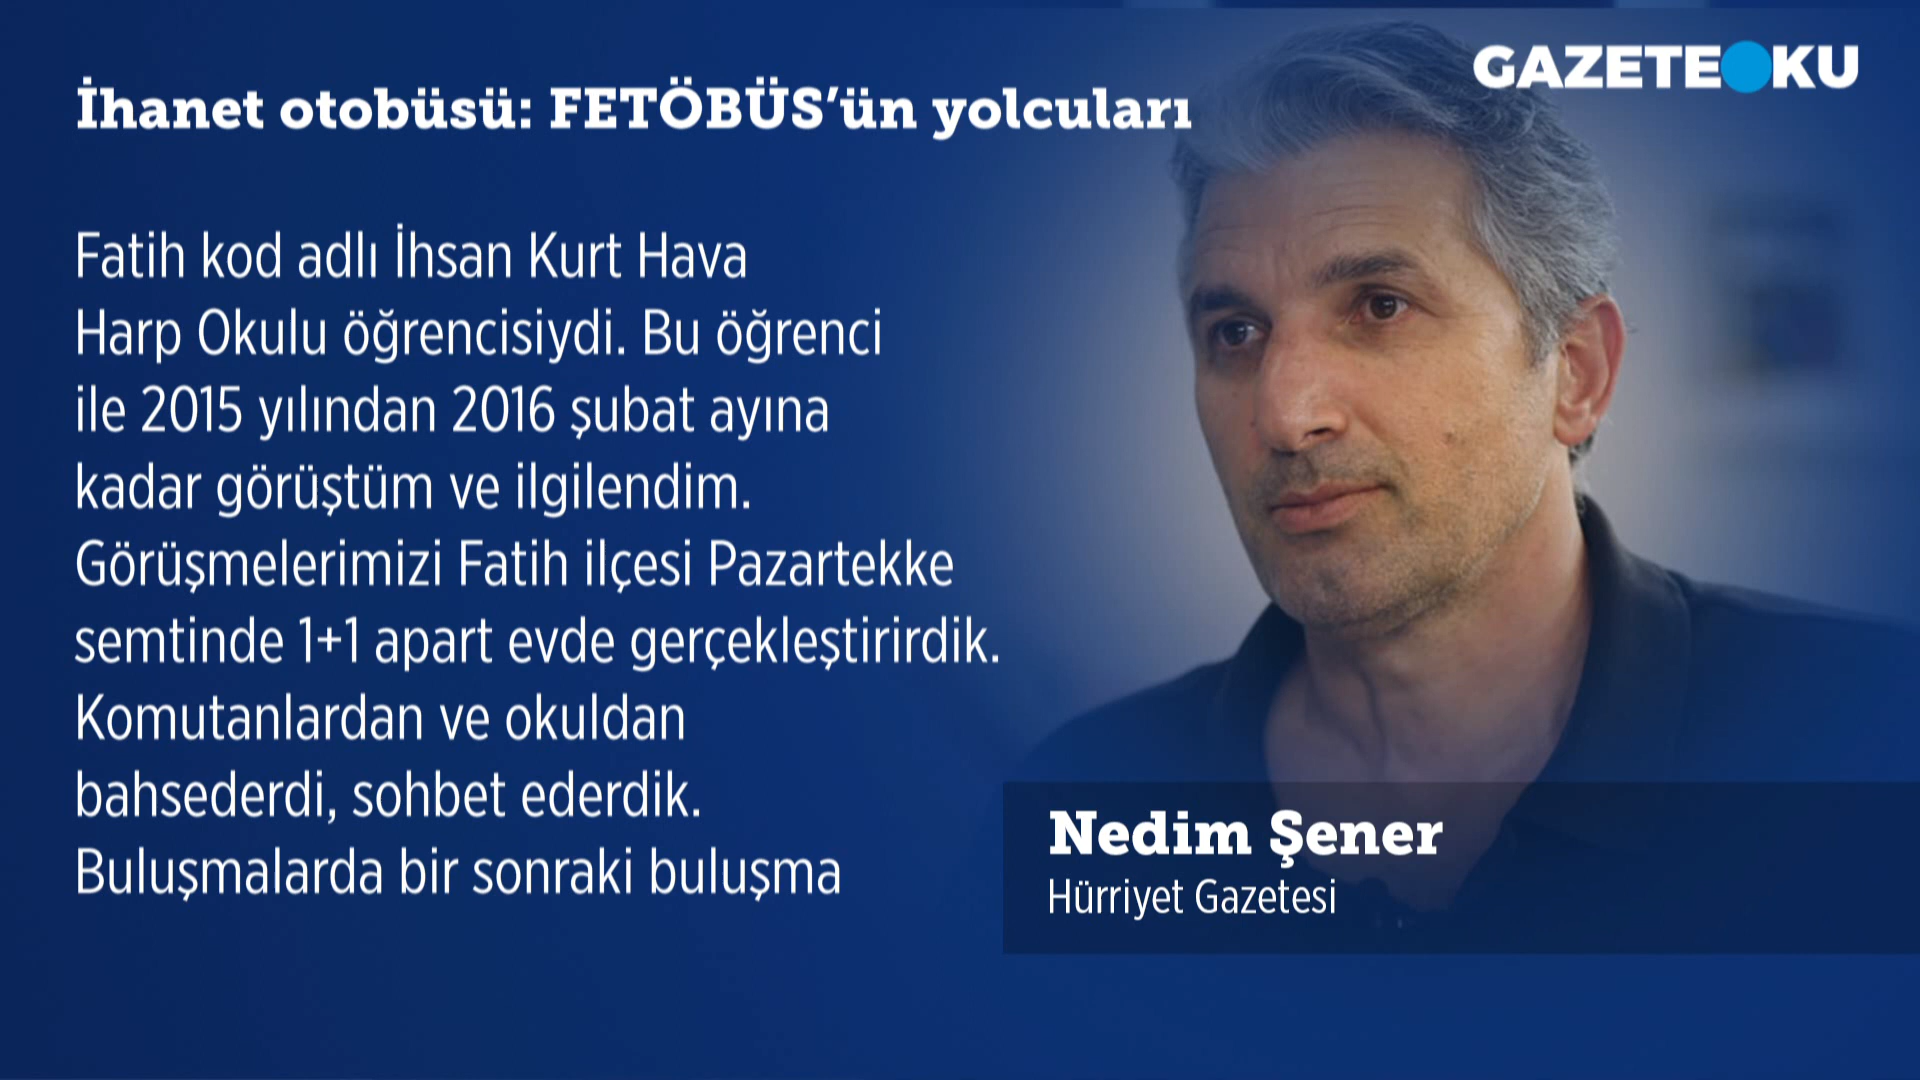 GAZETEOKU
İhanet otobüsü: FETÖBÜS’ün yolcuları
Fatih kod adlı İhsan Kurt Hava
Harp Okulu öğrencisiydi. Bu öğrenci
ile 2015 yılından 2016 şubat ayına
kadar görüştüm ve ilgilendim.
Görüşmelerimizi Fatih ilçesi Pazartekke
semtinde 1+1 apart evde gerçekleştirirdik.
Komutanlardan ve okuldan
bahsederdi, sohbet ederdik.
Buluşmalarda bir sonraki buluşma
Nedim Şener
Hürriyet Gazetesi